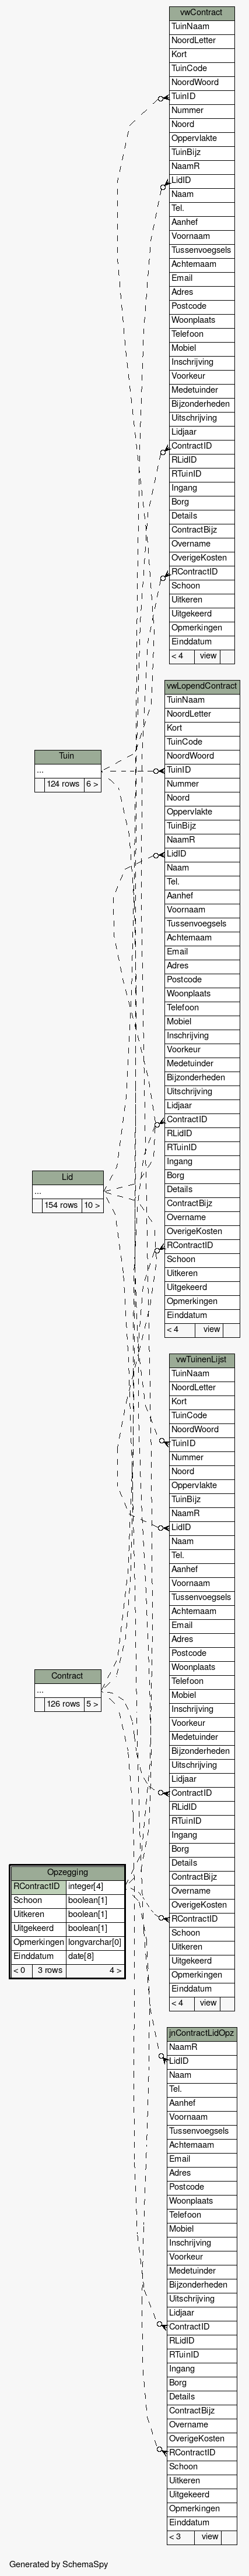 vwContract
TuinNaam
NoordLetter
Kort
TuinCode
NoordWoord
TuinID
Nummer
Noord
Oppervlakte
TuinBijz
NaamR
LidID
Naam
Tel.
Aanhef
Voornaam
Tussenvoegsels
Achternaam
Email
Adres
Postcode
Woonplaats
Telefoon
Mobiel
Inschrijving
Voorkeur
Medetuinder
Bijzonderheden
Uitschrijving
Lidjaar
ContractID
RLidID
RTuinID
Ingang
Borg
Details
ContractBijz
Overname
OverigeKosten
RContractID
Schoon
Uitkeren
Uitgekeerd
Opmerkingen
Einddatum
< 4 view
vwLopendContract
TuinNaam
NoordLetter
Kort
TuinCode
NoordWoord
TuinID
Nummer
Noord
Oppervlakte
TuinBijz
NaamR
LidID
Naam
Tel.
Aanhef
Voornaam
Tussenvoegsels
Achternaam
Email
Adres
Postcode
Woonplaats
Telefoon
Mobiel
Inschrijving
Voorkeur
Medetuinder
Bijzonderheden
Uitschrijving
Lidjaar
ContractID
RLidID
RTuinID
Ingang
Borg
Details
ContractBijz
Overname
OverigeKosten
RContractID
Schoon
Uitkeren
Uitgekeerd
Opmerkingen
Einddatum
< 4 view
Tuin
...
124 rows 6 >
Lid
...
154 rows 10 >
vwTuinenLijst
TuinNaam
NoordLetter
Kort
TuinCode
NoordWoord
TuinID
Nummer
Noord
Oppervlakte
TuinBijz
NaamR
LidID
Naam
Tel.
Aanhef
Voornaam
Tussenvoegsels
Achternaam
Email
Adres
Postcode
Woonplaats
Telefoon
Mobiel
Inschrijving
Voorkeur
Medetuinder
Bijzonderheden
Uitschrijving
Lidjaar
ContractID
RLidID
RTuinID
Ingang
Borg
Details
ContractBijz
Overname
OverigeKosten
RContractID
Schoon
Uitkeren
Uitgekeerd
Opmerkingen
Einddatum
< 4 view
Contract
...
126 rows 5 >
Opzegging
RContractID integer[4]
Schoon boolean[1]
Uitkeren boolean[1]
Uitgekeerd boolean[1]
Opmerkingen longvarchar[0]
Einddatum date[8]
< 0 3 rows 4 >
jnContractLidOpz
NaamR
LidID
Naam
Tel.
Aanhef
Voornaam
Tussenvoegsels
Achternaam
Email
Adres
Postcode
Woonplaats
Telefoon
Mobiel
Inschrijving
Voorkeur
Medetuinder
Bijzonderheden
Uitschrijving
Lidjaar
ContractID
RLidID
RTuinID
Ingang
Borg
Details
ContractBijz
Overname
OverigeKosten
RContractID
Schoon
Uitkeren
Uitgekeerd
Opmerkingen
Einddatum
< 3 view
Generated by SchemaSpy